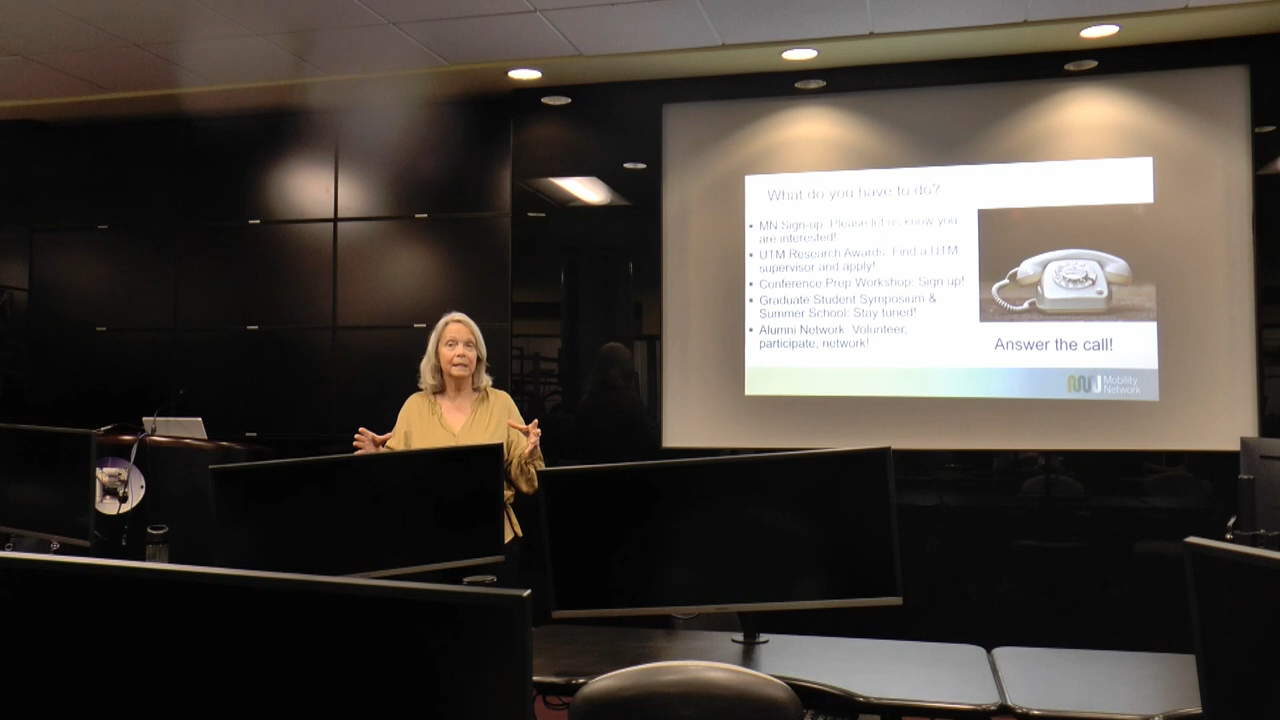 What do you have to do?
MN Sign-up: Please let us know you
are interested!
UTM Research Awards: Find a UTM
supervisor and apply!
Conference Prep Workshop: Sign up!
Graduate Student Symposium &
Summer School: Stay tuned!
Alumni Network: Volunteer,
participate, network!
Answer the call!
Mobility
Network